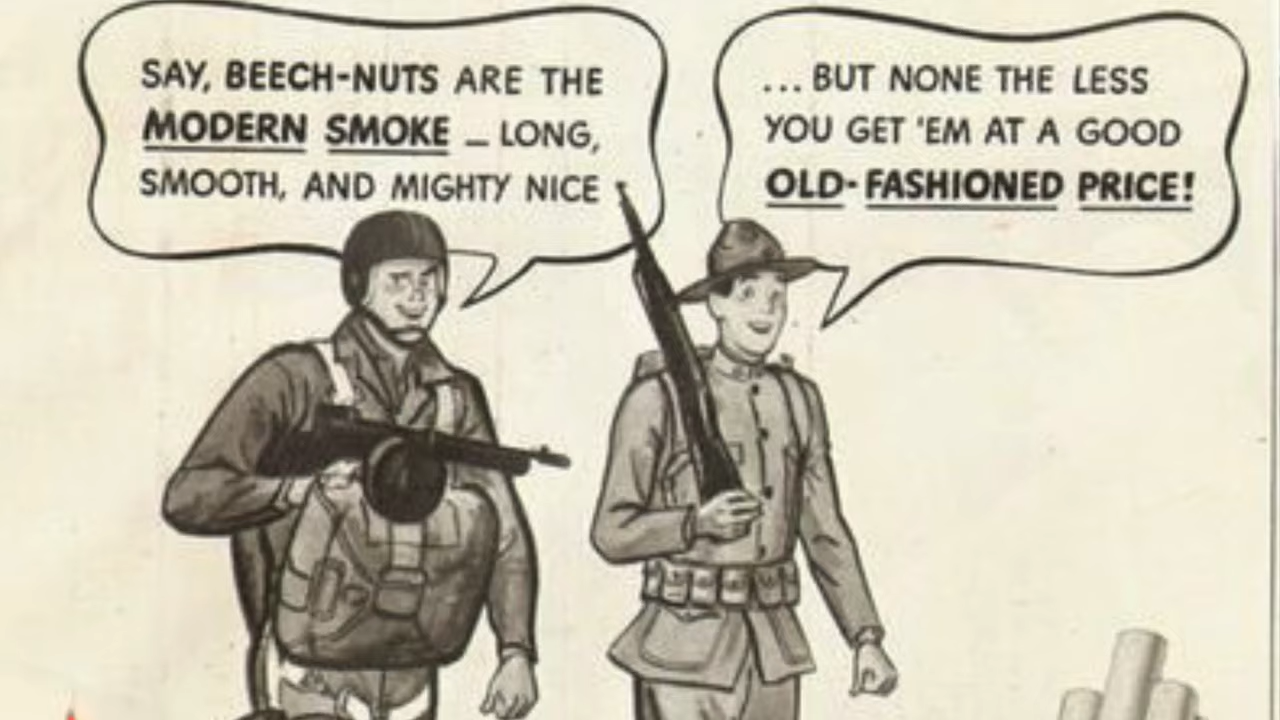 SAY, BEECH-NUTS ARE THE
MODERN SMOKE – LONG,
SMOOTH, AND MIGHTY NICE
...BUT NONE THE LESS
YOU GET 'EM AT A GOOD
OLD-FASHIONED PRICE!